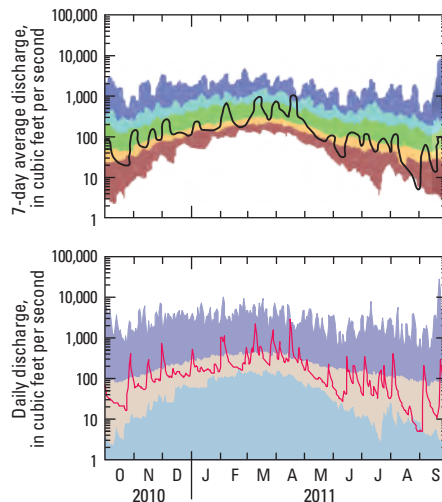 7-day average discharge,
in cubic feet per second
100,000
10,000
1,000
100
10
1
Daily discharge,
in cubic feet per second
100,000
10,000
1,000
100
10
1
O N D J F M A M J J A S
2010 2011